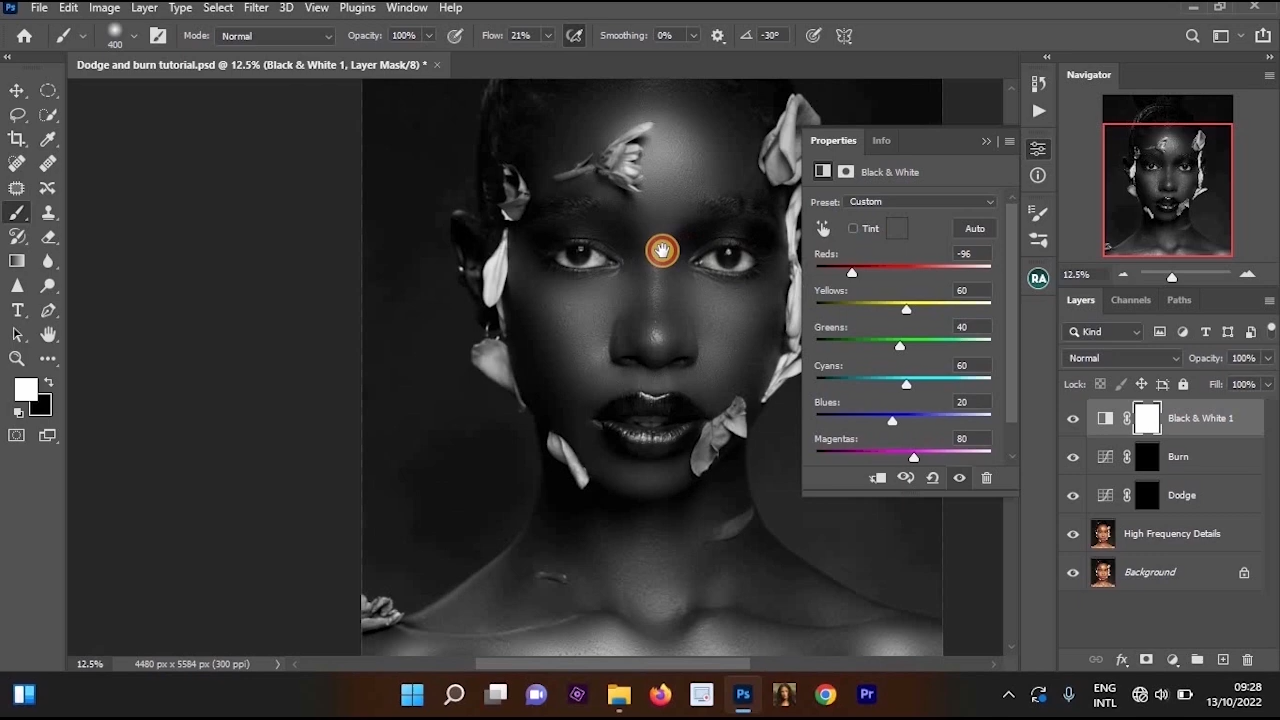 Ps File Edit Image Layer Type Select Filter 3D View Plugins Window Help
400 Mode: Normal Opacity: 100% Flow: 21% Smoothing: 0% -30°
Dodge and burn tutorial.psd @ 12.5% (Black & White 1, Layer Mask/8) *
Navigator
12.5%
Properties Info
Black & White
Preset: Custom
Tint Auto
Reds: -96
Yellows: 60
Greens: 40
Cyans: 60
Blues: 20
Magentas: 80
RA
Layers Channels Paths
Kind
Normal Opacity: 100%
Lock: Fill: 100%
Black & White 1
Burn
Dodge
High Frequency Details
Background
12.5% 4480 px x 5584 px (300 ppi)
Ps Pr
ENG
INTL
09:28
13/10/2022